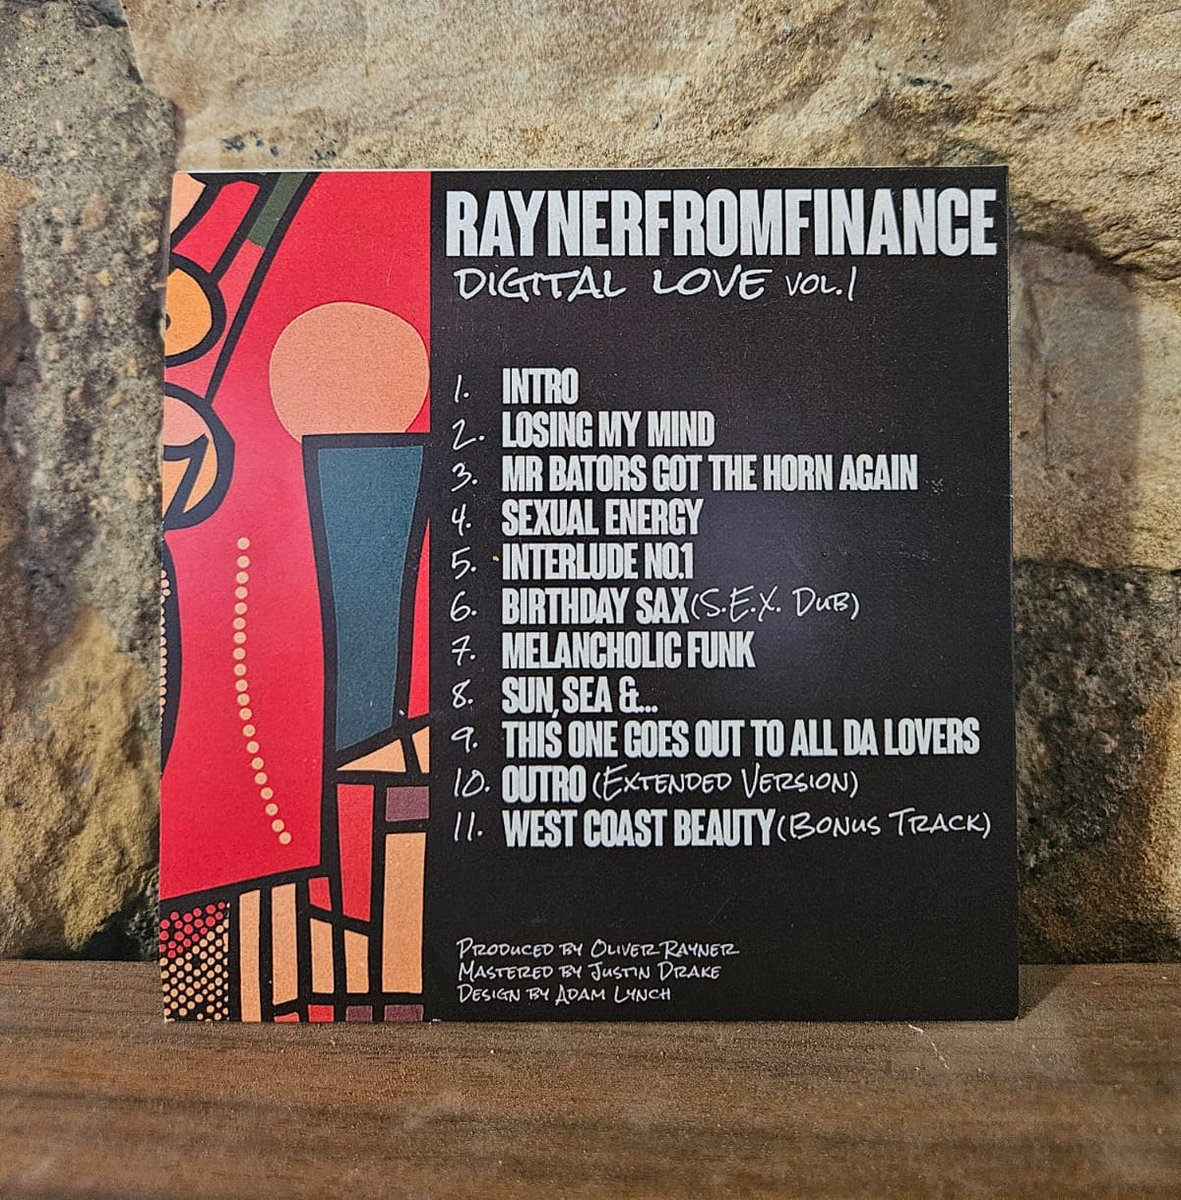 RAYNERFROMFINANCE
DIGITAL LOVE VOL.1
1. INTRO
2. LOSING MY MIND
3. MR BATORS GOT THE HORN AGAIN
4. SEXUAL ENERGY
5. INTERLUDE NO.1
6. BIRTHDAY SAX (S.E.X. DUB)
7. MELANCHOLIC FUNK
8. SUN, SEA &...
9. THIS ONE GOES OUT TO ALL DA LOVERS
10. OUTRO (EXTENDED VERSION)
11. WEST COAST BEAUTY (BONUS TRACK)
PRODUCED BY OLIVER RAYNER
MASTERED BY JUSTIN DRAKE
DESIGN BY ADAM LYNCH